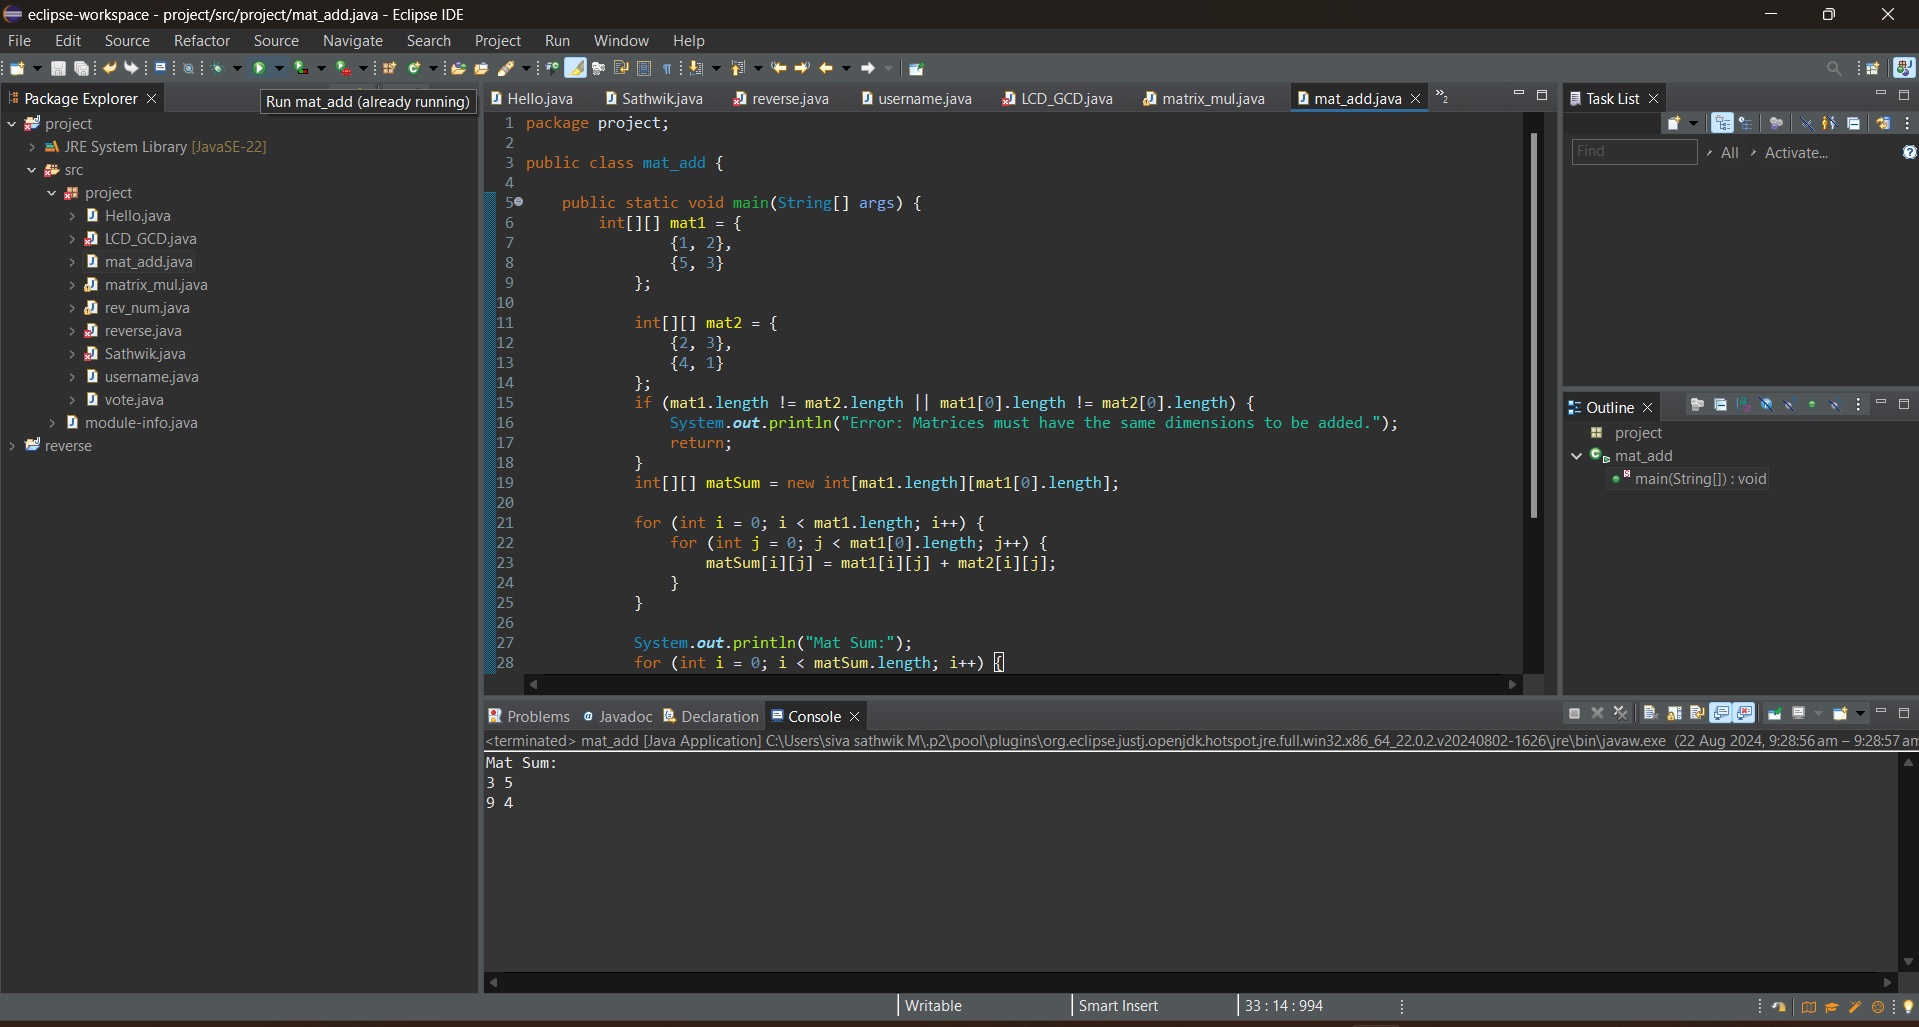 eclipse-workspace - project/src/project/mat_add.java - Eclipse IDE
File Edit Source Refactor Source Navigate Search Project Run Window Help
Package Explorer
Run mat_add (already running)
project
JRE System Library [JavaSE-22]
src
project
Hello.java
LCD_GCD.java
mat_add.java
matrix_mul.java
rev_num.java
reverse.java
Sathwik.java
username.java
vote.java
module-info.java
reverse
Hello.java Sathwik.java reverse.java username.java LCD_GCD.java matrix_mul.java mat_add.java »2
1 package project;
2
3 public class mat_add {
4
5 public static void main(String[] args) {
6 int[][] mat1 = {
7 {1, 2},
8 {5, 3}
9 };
10
11 int[][] mat2 = {
12 {2, 3},
13 {4, 1}
14 };
15 if (mat1.length != mat2.length || mat1[0].length != mat2[0].length) {
16 System.out.println("Error: Matrices must have the same dimensions to be added.");
17 return;
18 }
19 int[][] matSum = new int[mat1.length][mat1[0].length];
20
21 for (int i = 0; i < mat1.length; i++) {
22 for (int j = 0; j < mat1[0].length; j++) {
23 matSum[i][j] = mat1[i][j] + mat2[i][j];
24 }
25 }
26
27 System.out.println("Mat Sum:");
28 for (int i = 0; i < matSum.length; i++) {
Task List
Find All Activate...
Outline
project
mat_add
main(String[]) : void
Problems Javadoc Declaration Console
<terminated> mat_add [Java Application] C:\Users\siva sathwik M\.p2\pool\plugins\org.eclipse.justj.openjdk.hotspot.jre.full.win32.x86_64_22.0.2.v20240802-1626\jre\bin\javaw.exe (22 Aug 2024, 9:28:56 am – 9:28:57 am
Mat Sum:
3 5
9 4
Writable Smart Insert 33 : 14 : 994